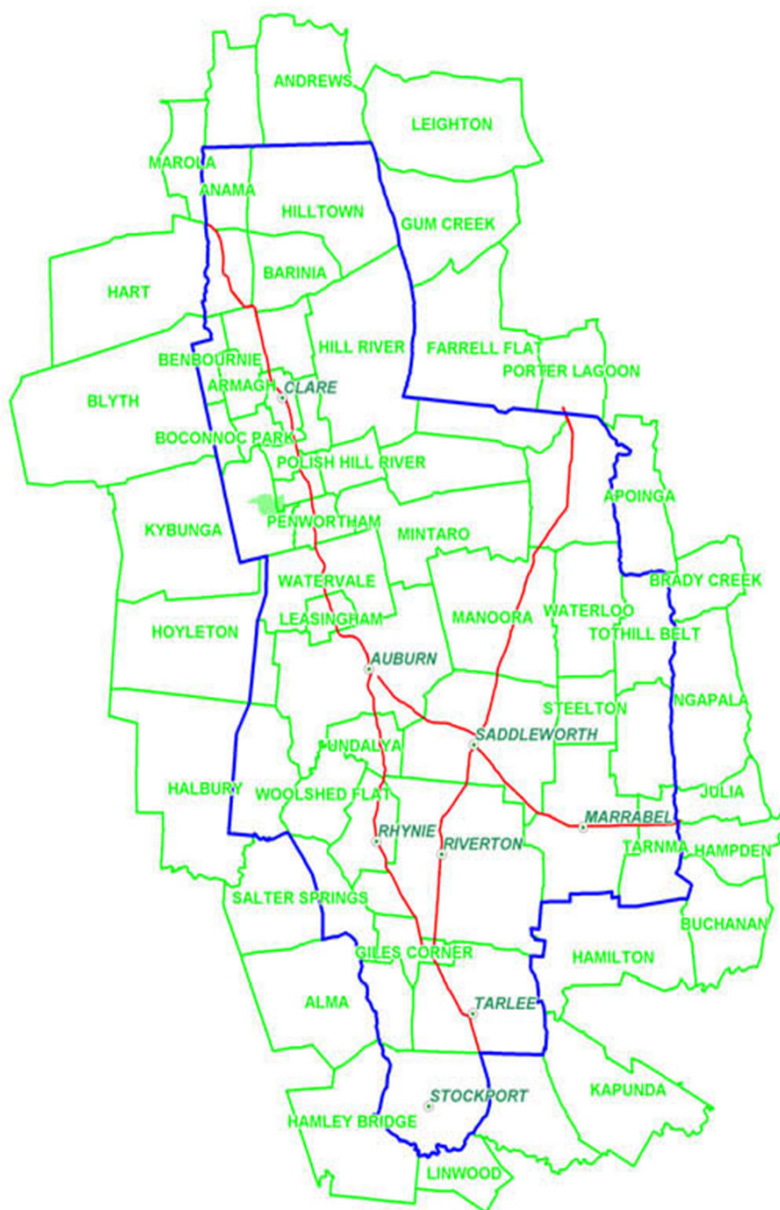 ANDREWS
LEIGHTON
MAROLA
ANAMA
HILLTOWN
GUM CREEK
BARINIA
HART
HILL RIVER
FARRELL FLAT
BENBOURNIE
PORTER LAGOON
ARMAGH
CLARE
BLYTH
BOCONNOC PARK
POLISH HILL RIVER
APOINGA
PENWORTHAM
KYBUNGA
MINTARO
WATERVALE
BRADY CREEK
LEASINGHAM
MANOORA
WATERLOO
HOYLETON
TOTHILL BELT
AUBURN
NGAPALA
STEELTON
SADDLEWORTH
UNDALYA
HALBURY
WOOLSHED FLAT
JULIA
MARRABEL
RHYNIE
RIVERTON
TARNMA
HAMPDEN
SALTER SPRINGS
BUCHANAN
GILES CORNER
HAMILTON
ALMA
TARLEE
KAPUNDA
STOCKPORT
HAMLEY BRIDGE
LINWOOD